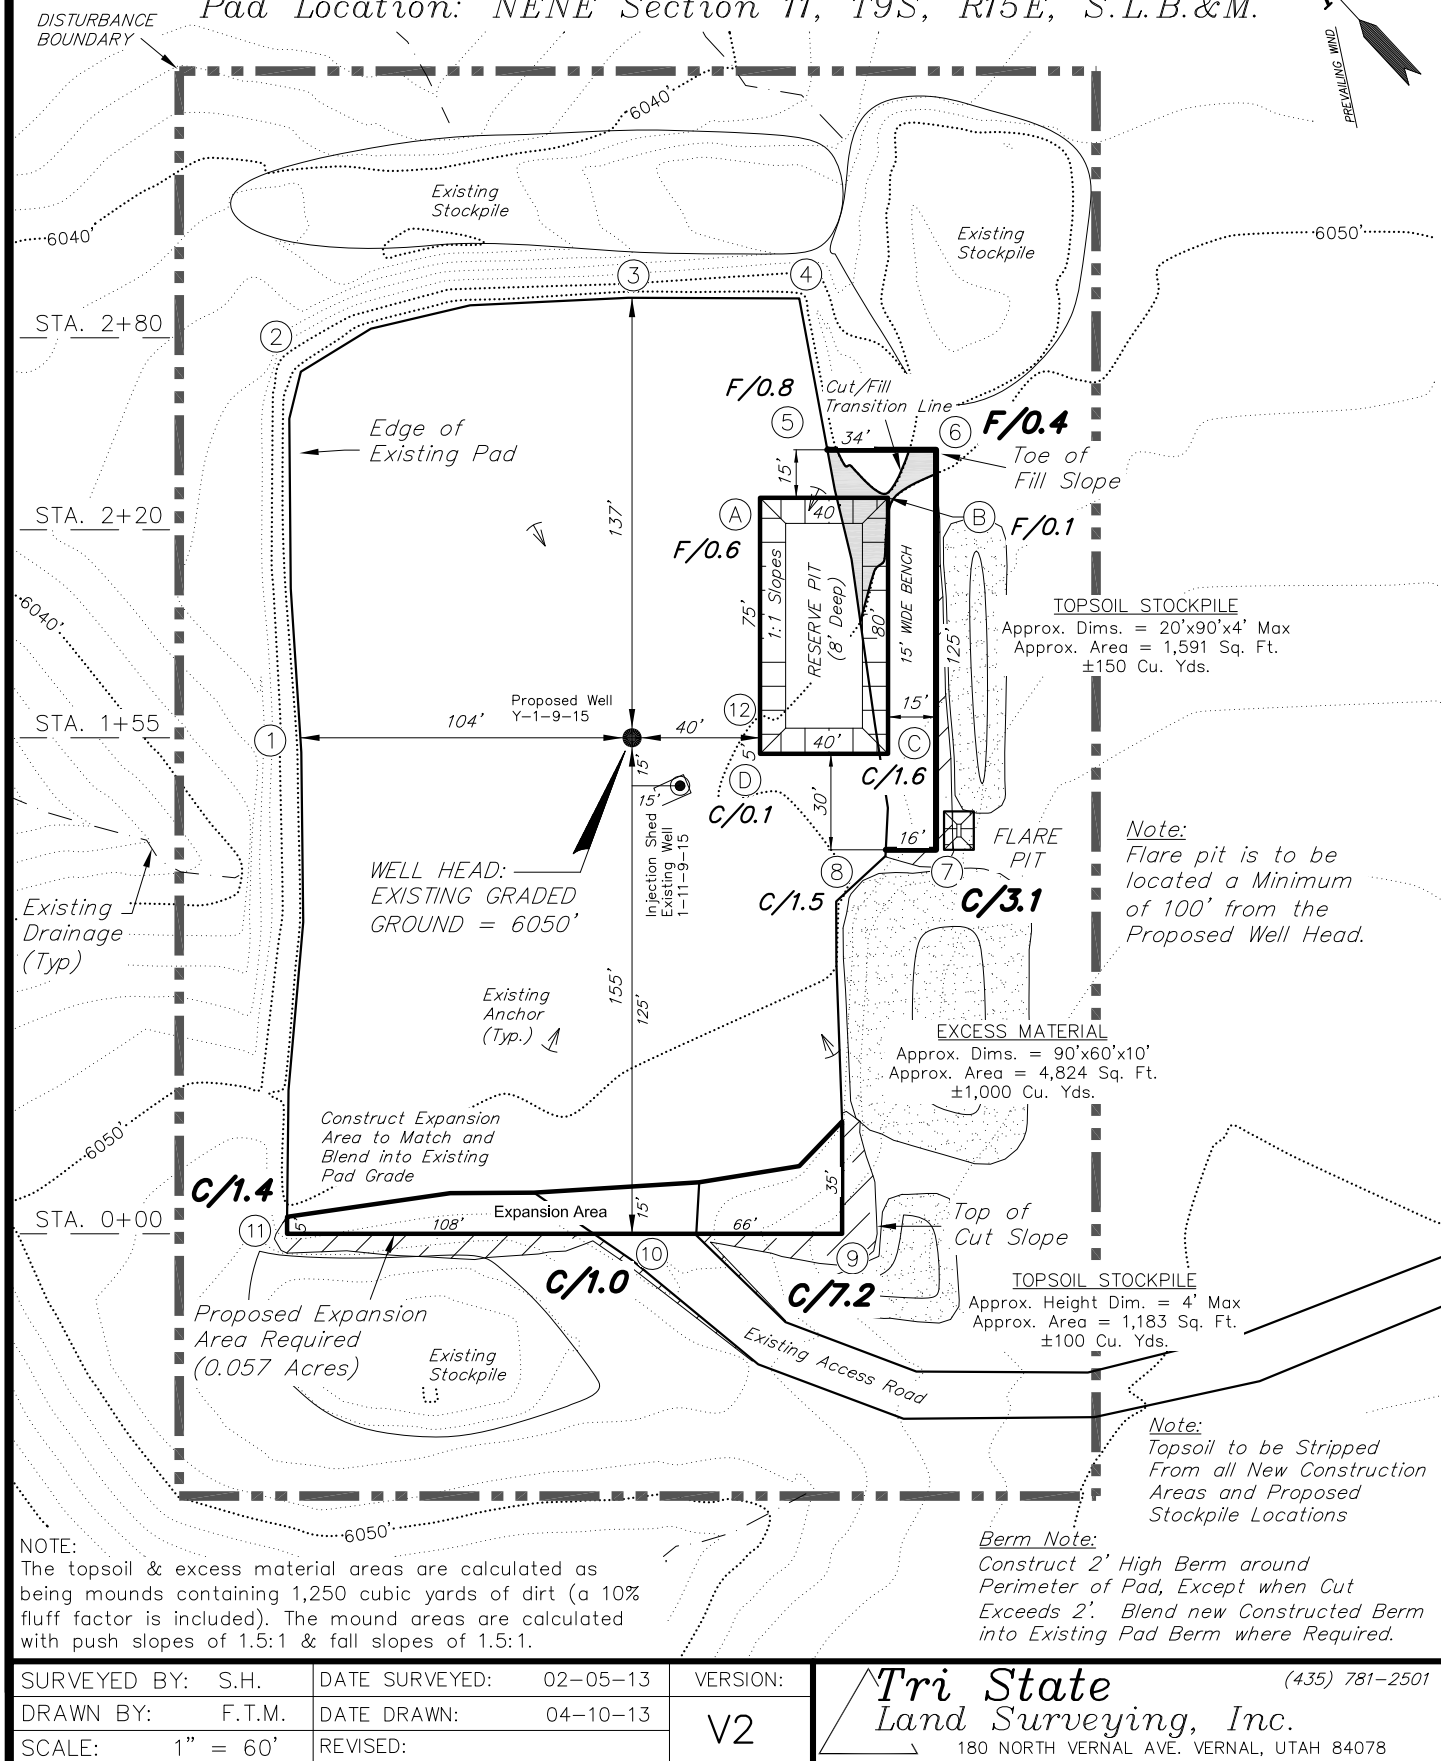 Pad Location: NENE Section 11, T9S, R15E, S.L.B.&M.
DISTURBANCE
BOUNDARY
PREVAILING WIND
6040'
6040'
6050'
Existing
Stockpile
Existing
Stockpile
STA. 2+80
2
3
4
F/0.8
Cut/Fill
Transition Line
5
34'
6
F/0.4
Edge of
Existing Pad
15'
Toe of
Fill Slope
STA. 2+20
137'
A
40'
B
F/0.1
F/0.6
75'
1:1 Slopes
RESERVE PIT
(8' Deep)
80'
15' WIDE BENCH
125'
6040'
TOPSOIL STOCKPILE
Approx. Dims. = 20'x90'x4' Max
Approx. Area = 1,591 Sq. Ft.
±150 Cu. Yds.
Proposed Well
Y-1-9-15
12
15'
STA. 1+55
1
104'
40'
5'
40'
C
15'
15'
D
C/1.6
C/0.1
30'
Injection Shed
Existing Well
1-11-9-15
16'
FLARE
PIT
Note:
Flare pit is to be
located a Minimum
of 100' from the
Proposed Well Head.
WELL HEAD:
EXISTING GRADED
GROUND = 6050'
8
7
C/1.5
C/3.1
Existing
Drainage
(Typ)
155'
125'
Existing
Anchor
(Typ.)
EXCESS MATERIAL
Approx. Dims. = 90'x60'x10'
Approx. Area = 4,824 Sq. Ft.
±1,000 Cu. Yds.
6050'
Construct Expansion
Area to Match and
Blend into Existing
Pad Grade
C/1.4
35'
STA. 0+00
11
5'
108'
Expansion Area
15'
66'
Top of
Cut Slope
10
9
C/1.0
C/7.2
TOPSOIL STOCKPILE
Approx. Height Dim. = 4' Max
Approx. Area = 1,183 Sq. Ft.
±100 Cu. Yds.
Proposed Expansion
Area Required
(0.057 Acres)
Existing
Stockpile
Existing Access Road
Note:
Topsoil to be Stripped
From all New Construction
Areas and Proposed
Stockpile Locations
6050'
NOTE:
The topsoil & excess material areas are calculated as
being mounds containing 1,250 cubic yards of dirt (a 10%
fluff factor is included). The mound areas are calculated
with push slopes of 1.5:1 & fall slopes of 1.5:1.
Berm Note:
Construct 2' High Berm around
Perimeter of Pad, Except when Cut
Exceeds 2'. Blend new Constructed Berm
into Existing Pad Berm where Required.
SURVEYED BY: S.H.
DATE SURVEYED: 02-05-13
VERSION:
DRAWN BY: F.T.M.
DATE DRAWN: 04-10-13
V2
SCALE: 1" = 60'
REVISED:
Tri State
(435) 781-2501
Land Surveying, Inc.
180 NORTH VERNAL AVE. VERNAL, UTAH 84078